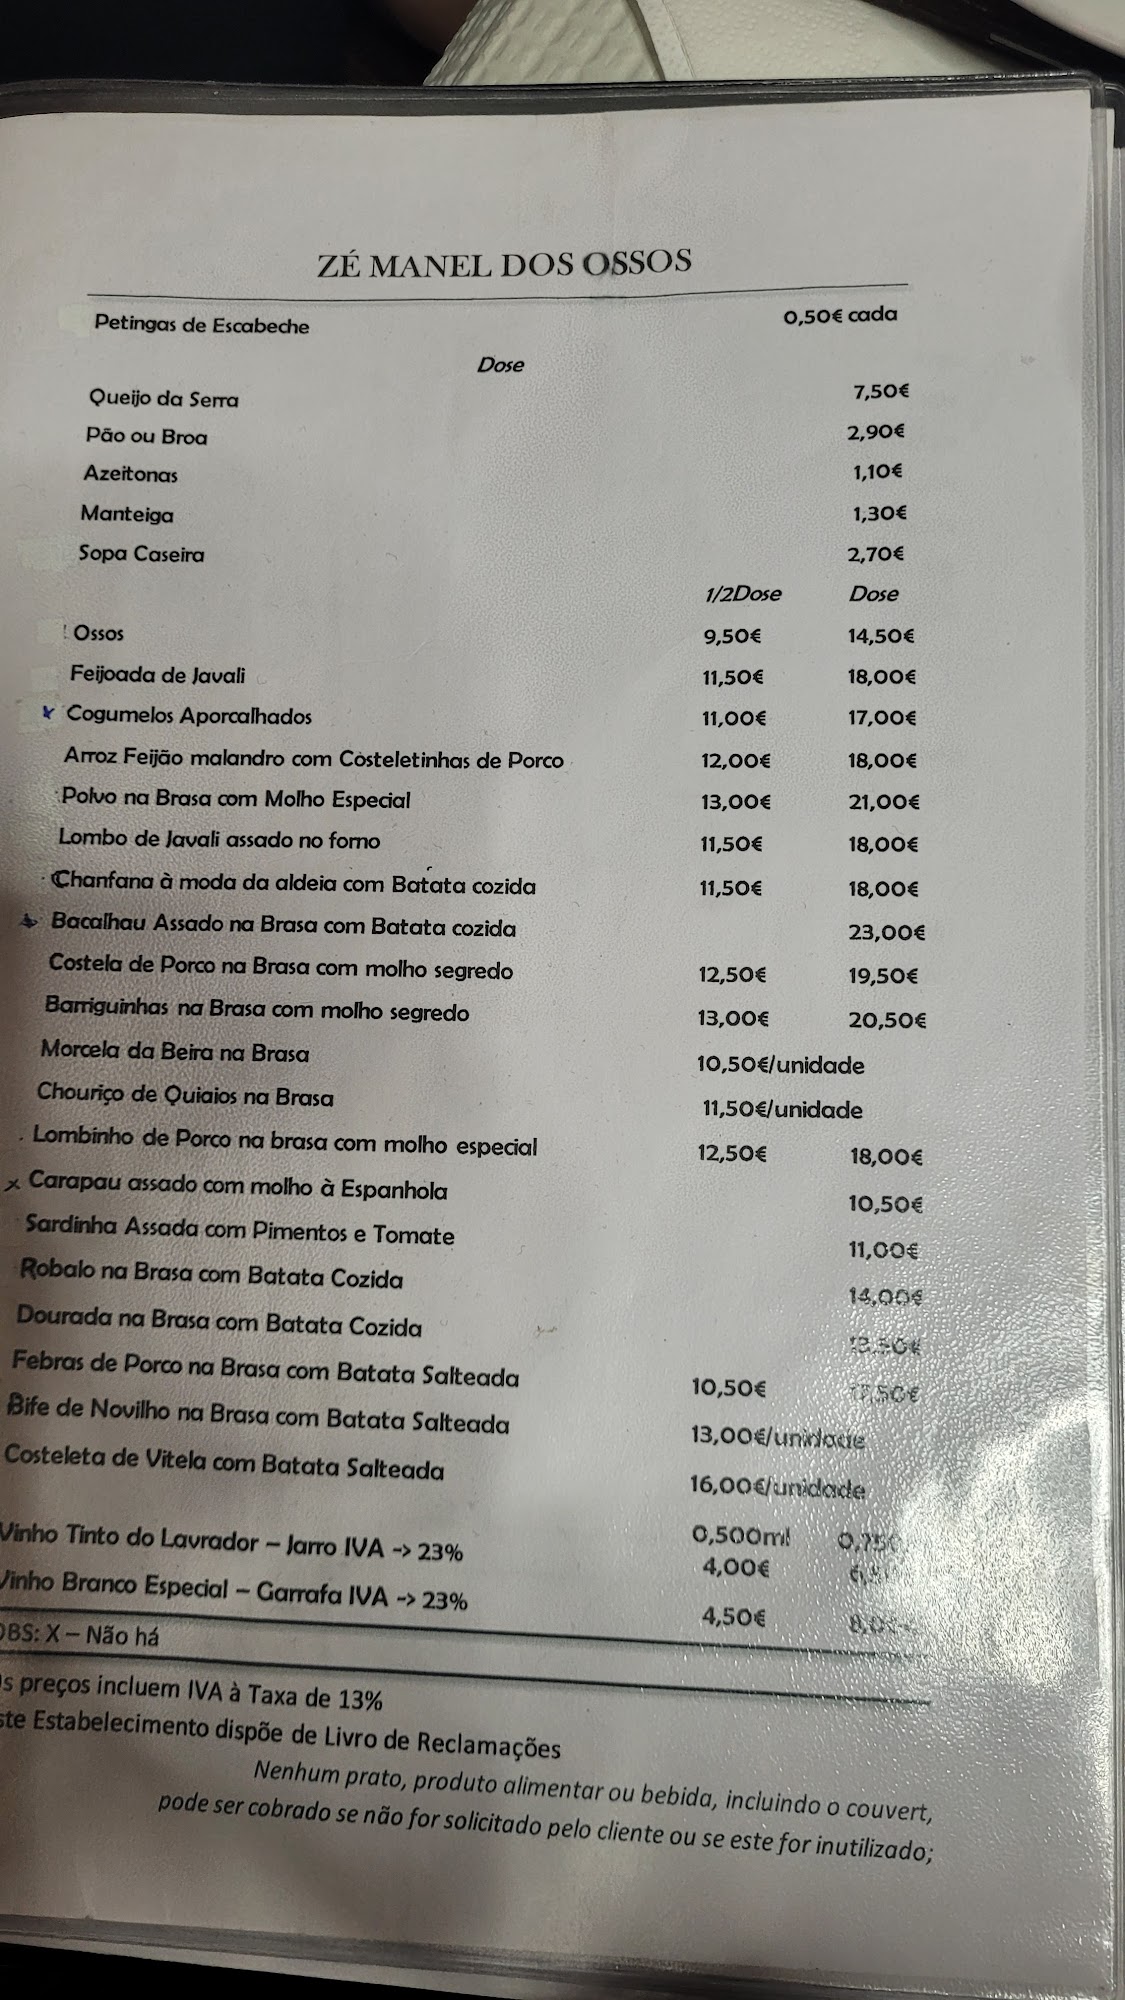 ZÉ MANEL DOS OSSOS
Petingas de Escabeche 0,50€ cada
Dose
Queijo da Serra 7,50€
Pão ou Broa 2,90€
Azeitonas 1,10€
Manteiga 1,30€
Sopa Caseira 2,70€
1/2Dose Dose
Ossos 9,50€ 14,50€
Feijoada de Javali 11,50€ 18,00€
x Cogumelos Aporcalhados 11,00€ 17,00€
Arroz Feijão malandro com Costeletinhas de Porco 12,00€ 18,00€
Polvo na Brasa com Molho Especial 13,00€ 21,00€
Lombo de Javali assado no forno 11,50€ 18,00€
Chanfana à moda da aldeia com Batata cozida 11,50€ 18,00€
Bacalhau Assado na Brasa com Batata cozida 23,00€
Costela de Porco na Brasa com molho segredo 12,50€ 19,50€
Barriguinhas na Brasa com molho segredo 13,00€ 20,50€
Morcela da Beira na Brasa 10,50€/unidade
Chouriço de Quiaios na Brasa 11,50€/unidade
Lombinho de Porco na brasa com molho especial 12,50€ 18,00€
x Carapau assado com molho à Espanhola 10,50€
Sardinha Assada com Pimentos e Tomate 11,00€
Robalo na Brasa com Batata Cozida 14,00€
Dourada na Brasa com Batata Cozida
Febras de Porco na Brasa com Batata Salteada 10,50€
Bife de Novilho na Brasa com Batata Salteada 13,00€/unidade
Costeleta de Vitela com Batata Salteada 16,00€/unidade
0,500ml
Vinho Tinto do Lavrador – Jarro IVA -> 23% 4,00€
Vinho Branco Especial – Garrafa IVA -> 23% 4,50€
OBS: X – Não há
s preços incluem IVA à Taxa de 13%
ste Estabelecimento dispõe de Livro de Reclamações
Nenhum prato, produto alimentar ou bebida, incluindo o couvert,
pode ser cobrado se não for solicitado pelo cliente ou se este for inutilizado;